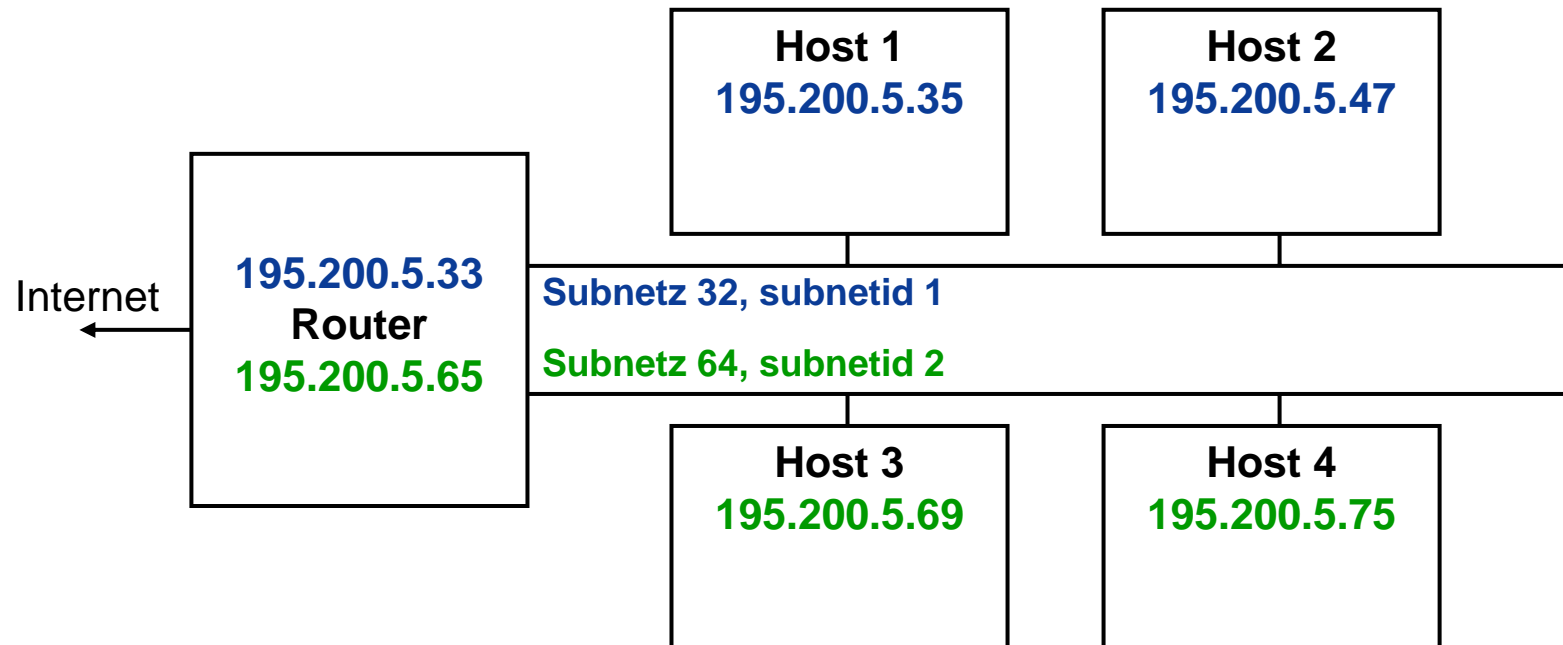 Host 1
195.200.5.35
Host 2
195.200.5.47
Internet
195.200.5.33
Router
195.200.5.65
Subnetz 32, subnetid 1
Subnetz 64, subnetid 2
Host 3
195.200.5.69
Host 4
195.200.5.75